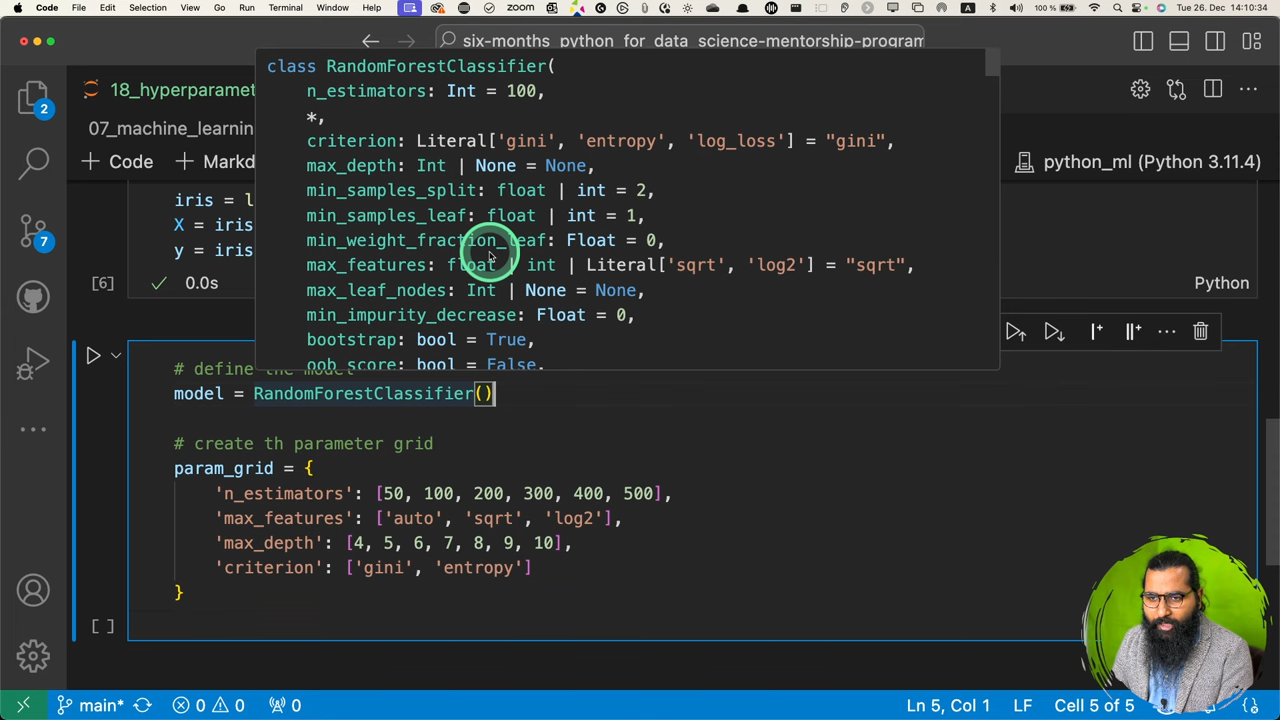 Code File Edit Selection View Go Run Terminal Window Help zoom 100 % A Tue 26. Dec 14:10:34
six-months_python_for_data_science-mentorship-program
class RandomForestClassifier(
n_estimators: Int = 100,
*,
criterion: Literal['gini', 'entropy', 'log_loss'] = "gini",
max_depth: Int | None = None,
min_samples_split: float | int = 2,
min_samples_leaf: float | int = 1,
min_weight_fraction_leaf: Float = 0,
max_features: float | int | Literal['sqrt', 'log2'] = "sqrt",
max_leaf_nodes: Int | None = None,
min_impurity_decrease: Float = 0,
bootstrap: bool = True,
oob_score: bool = False,
2
18_hyperparamet
07_machine_learnin
+ Code + Markd
python_ml (Python 3.11.4)
iris = l
X = iris
y = iris
7
[6] 0.0s Python
# define the model
model = RandomForestClassifier()
# create th parameter grid
param_grid = {
'n_estimators': [50, 100, 200, 300, 400, 500],
'max_features': ['auto', 'sqrt', 'log2'],
'max_depth': [4, 5, 6, 7, 8, 9, 10],
'criterion': ['gini', 'entropy']
}
[ ]
main* 0 0 0 Ln 5, Col 1 LF Cell 5 of 5